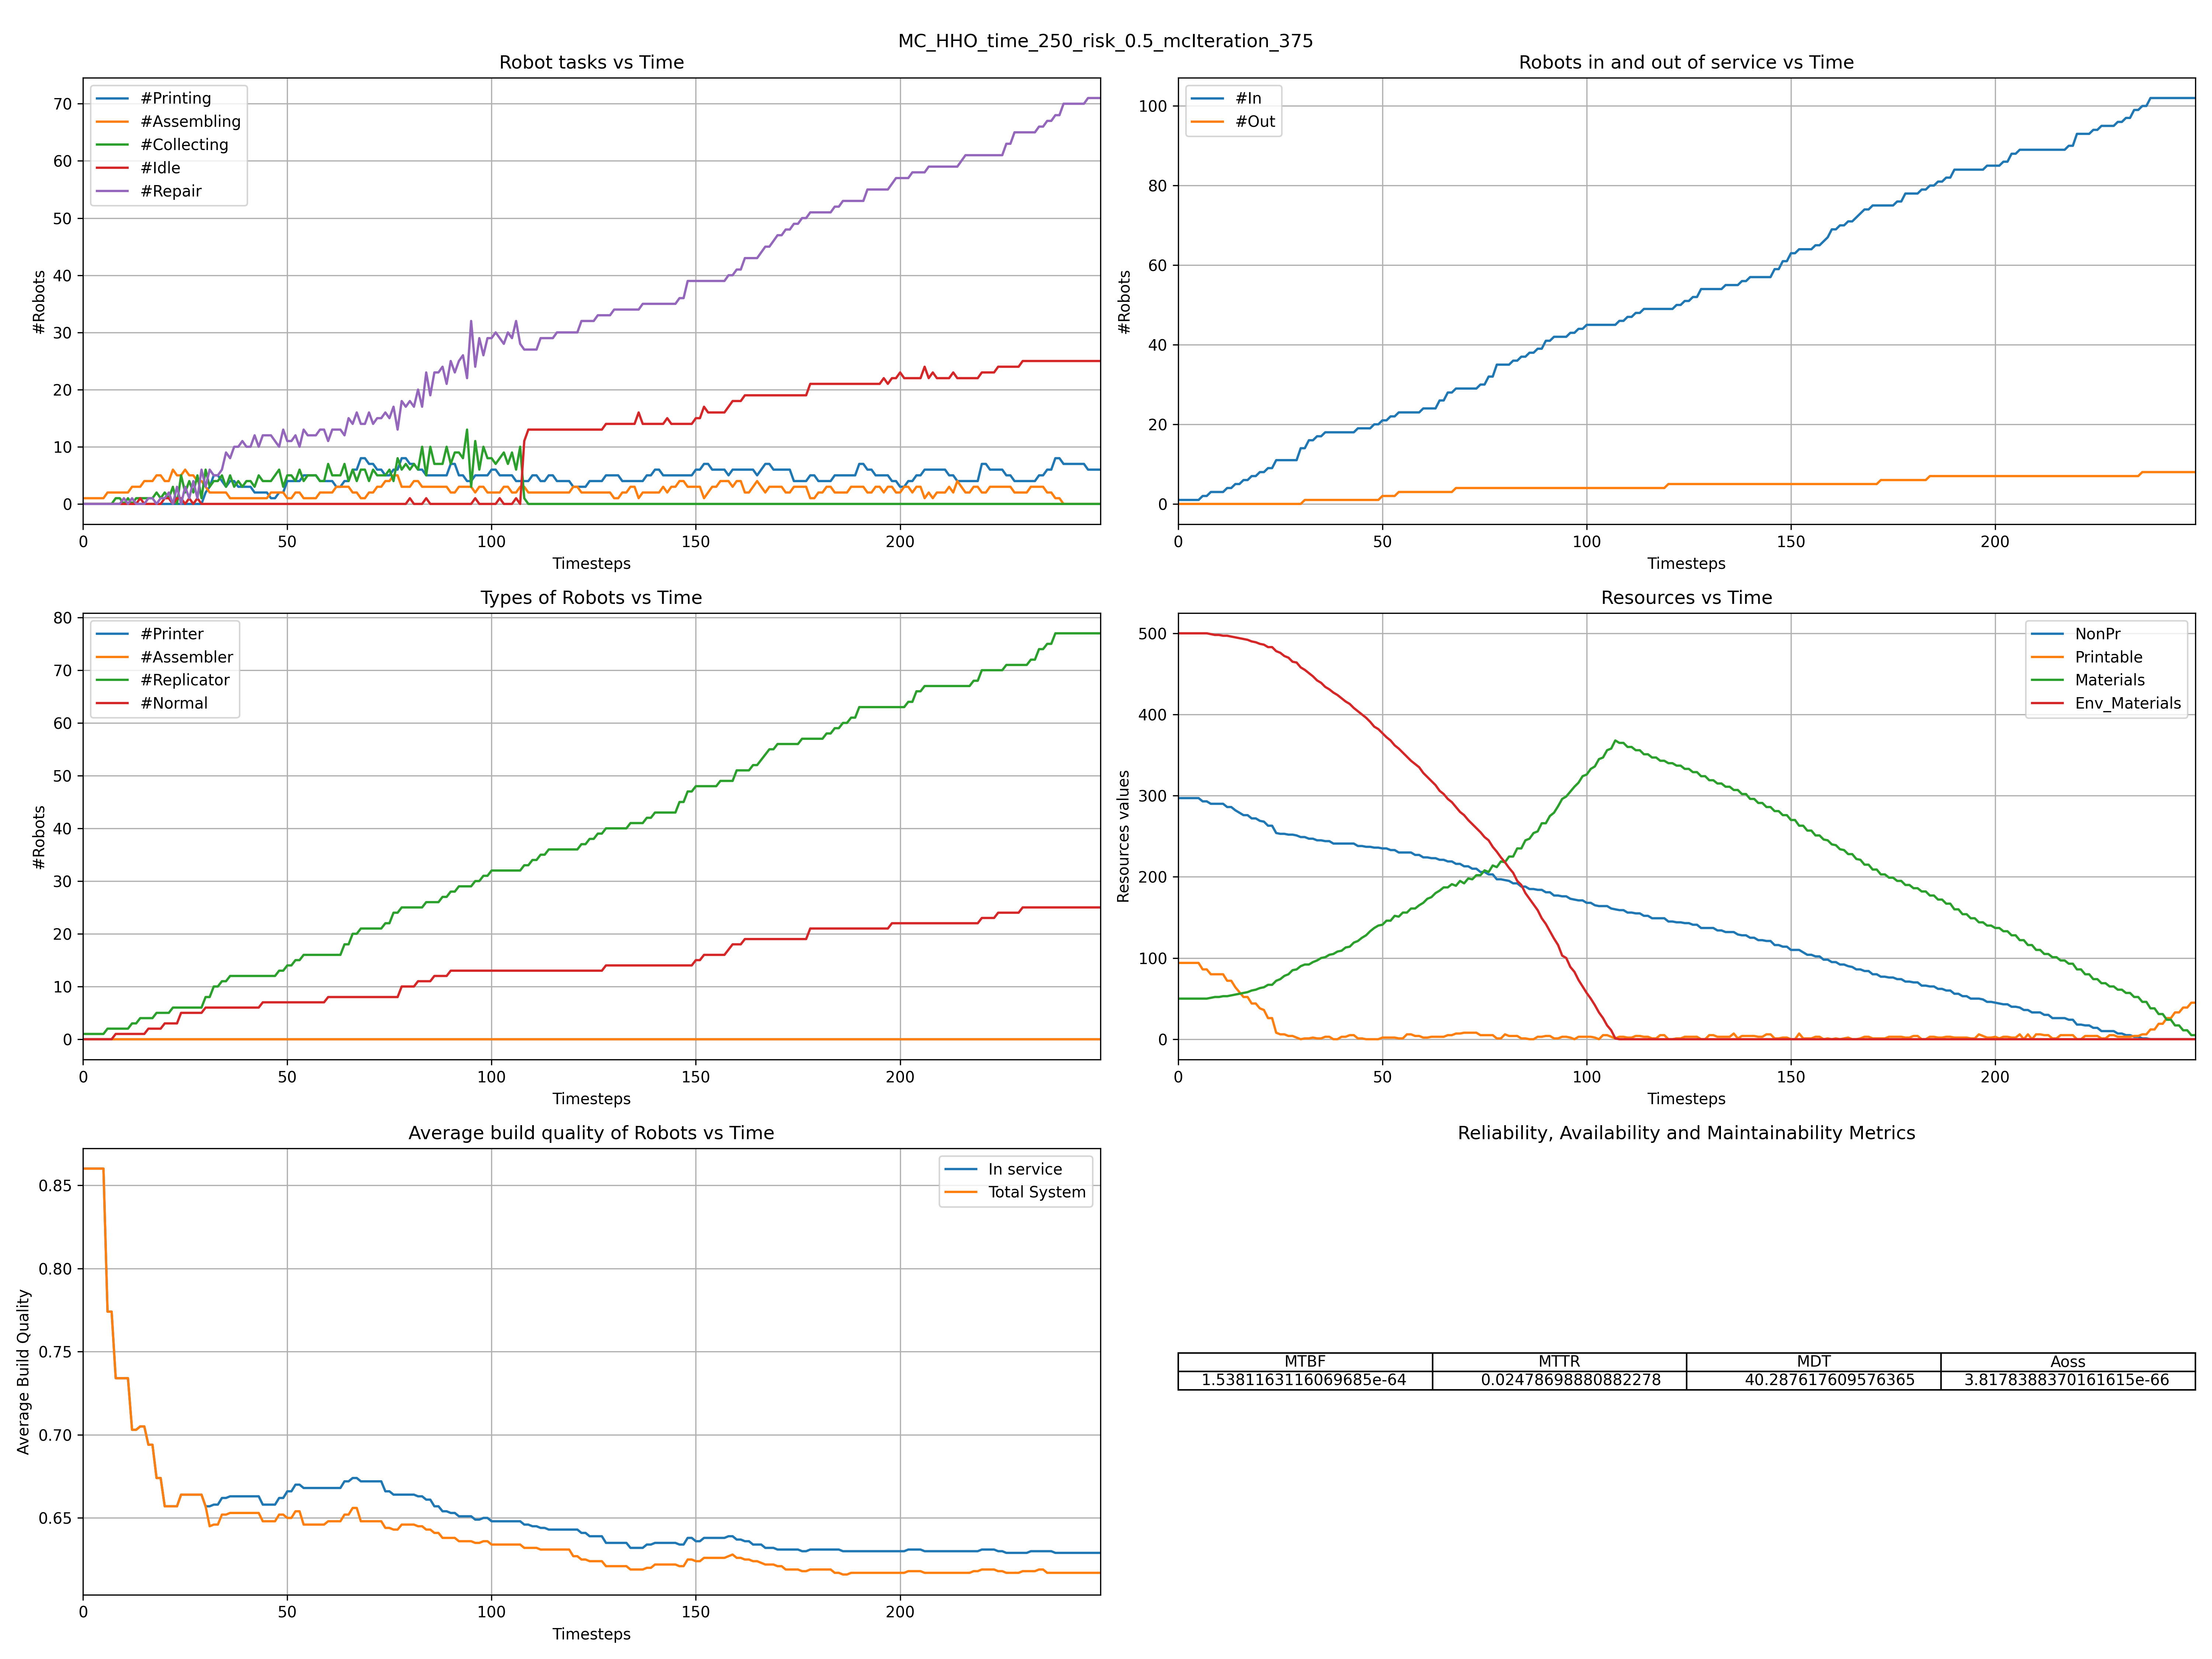 MC_HHO_time_250_risk_0.5_mcIteration_375
Robot tasks vs Time
#Printing
#Assembling
#Collecting
#Idle
#Repair
70
60
50
40
30
20
10
0
#Robots
0 50 100 150 200
Timesteps
Robots in and out of service vs Time
#In
#Out
100
80
60
40
20
0
#Robots
0 50 100 150 200
Timesteps
Types of Robots vs Time
#Printer
#Assembler
#Replicator
#Normal
80
70
60
50
40
30
20
10
0
#Robots
0 50 100 150 200
Timesteps
Resources vs Time
NonPr
Printable
Materials
Env_Materials
500
400
300
200
100
0
Resources values
0 50 100 150 200
Timesteps
Average build quality of Robots vs Time
In service
Total System
0.85
0.80
0.75
0.70
0.65
Average Build Quality
0 50 100 150 200
Timesteps
Reliability, Availability and Maintainability Metrics
MTBF MTTR MDT Aoss
1.5381163116069685e-64 0.02478698880882278 40.287617609576365 3.8178388370161615e-66